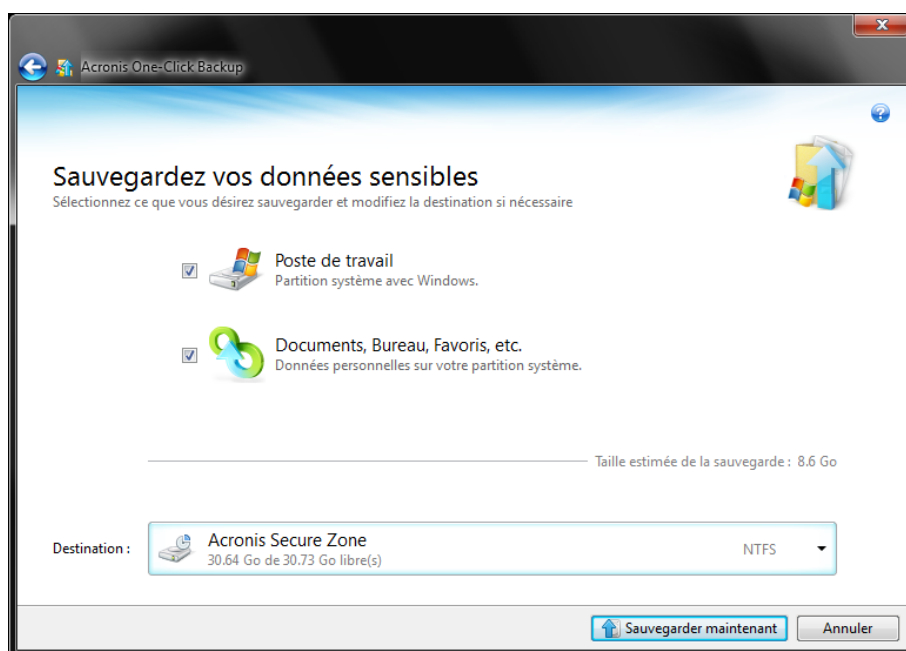 Acronis One-Click Backup
Sauvegardez vos données sensibles
Sélectionnez ce que vous désirez sauvegarder et modifiez la destination si nécessaire
Poste de travail
Partition système avec Windows.
Documents, Bureau, Favoris, etc.
Données personnelles sur votre partition système.
Taille estimée de la sauvegarde : 8.6 Go
Destination :
Acronis Secure Zone
30.64 Go de 30.73 Go libre(s)
NTFS
Sauvegarder maintenant
Annuler